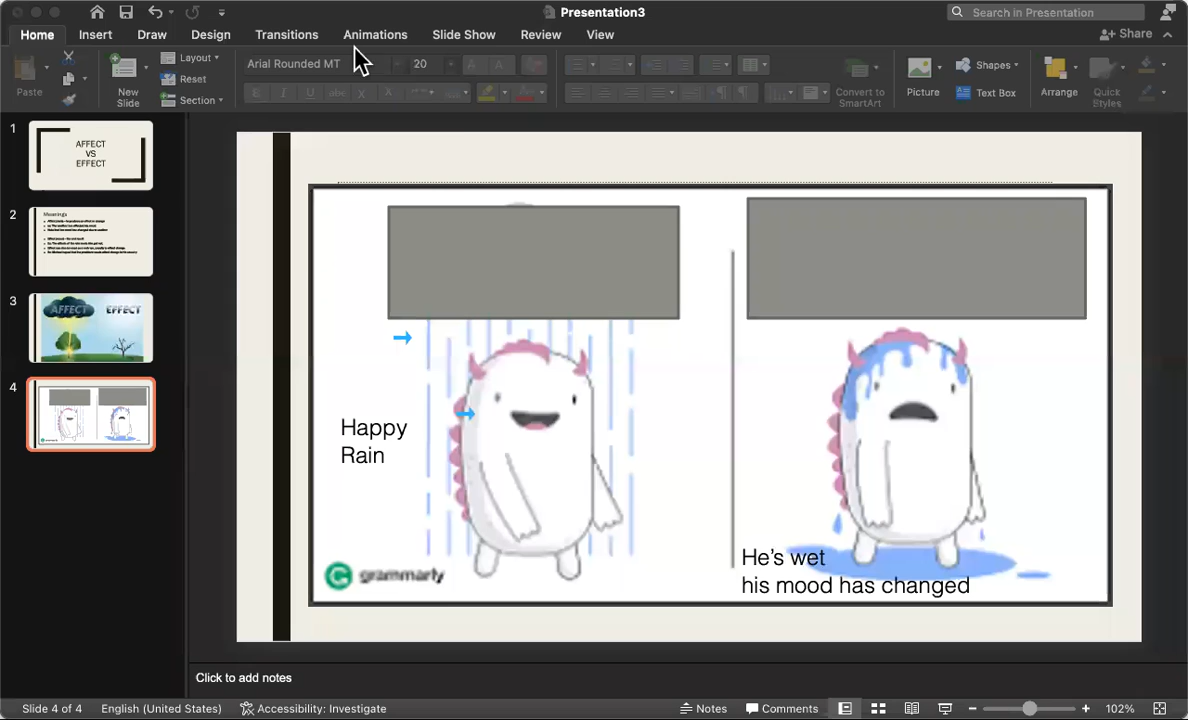 Presentation3
Search in Presentation
Home Insert Draw Design Transitions Animations Slide Show Review View
Share
Paste
New
Slide
Layout
Reset
Section
Arial Rounded MT 20
Convert to
SmartArt
Picture
Shapes
Text Box
Arrange
Quick
Styles
1
AFFECT
VS
EFFECT
2
Meanings
3
AFFECT EFFECT
4
Happy
Rain
grammarly
He's wet
his mood has changed
Click to add notes
Slide 4 of 4 English (United States) Accessibility: Investigate Notes Comments 102%